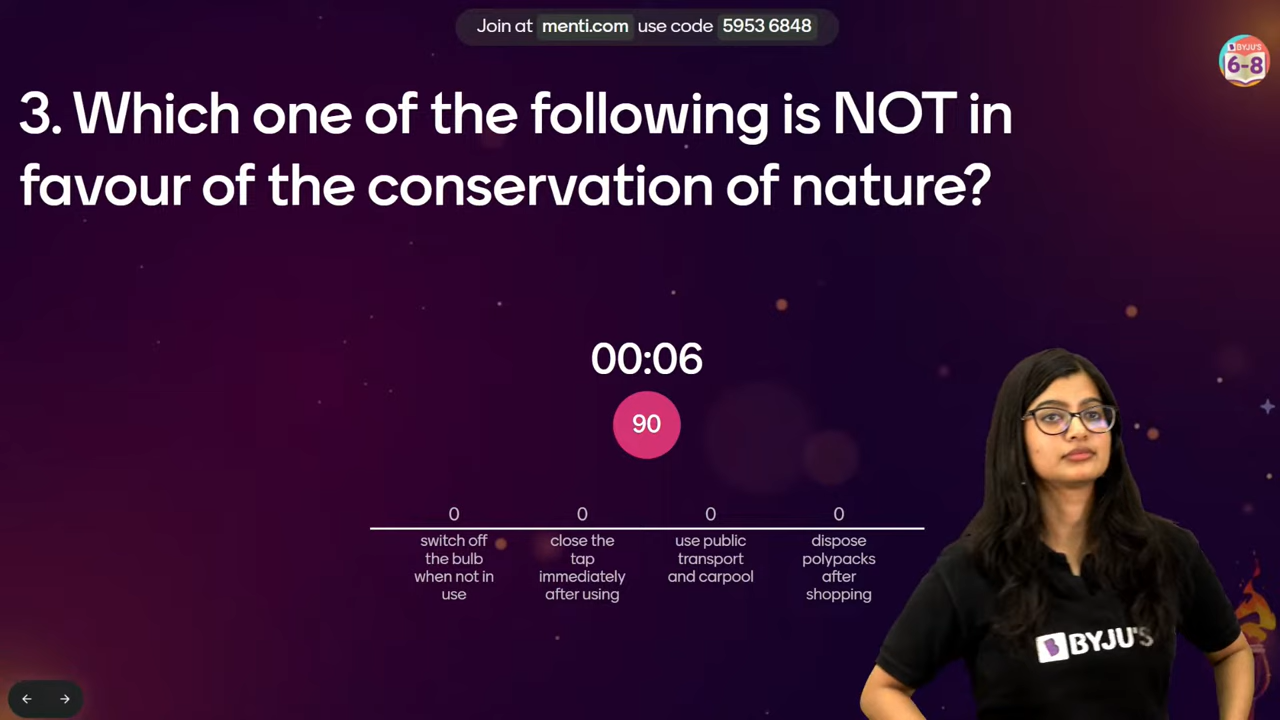 Join at menti.com use code 5953 6848
BYJU'S
6-8
3. Which one of the following is NOT in
favour of the conservation of nature?
00:06
90
0
switch off
the bulb
when not in
use
0
close the
tap
immediately
after using
0
use public
transport
and carpool
0
dispose
polypacks
after
shopping
BYJU'S